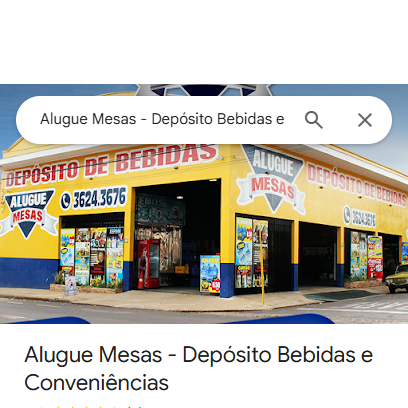 Alugue Mesas - Depósito Bebidas e
DEPÓSITO DE BEBIDAS
ALUGUE
MESAS
3624.3676
ALUGUE
MESAS
DEPÓSITO DE BEBIDAS
3624.3676
Alugue Mesas - Depósito Bebidas e
Conveniências